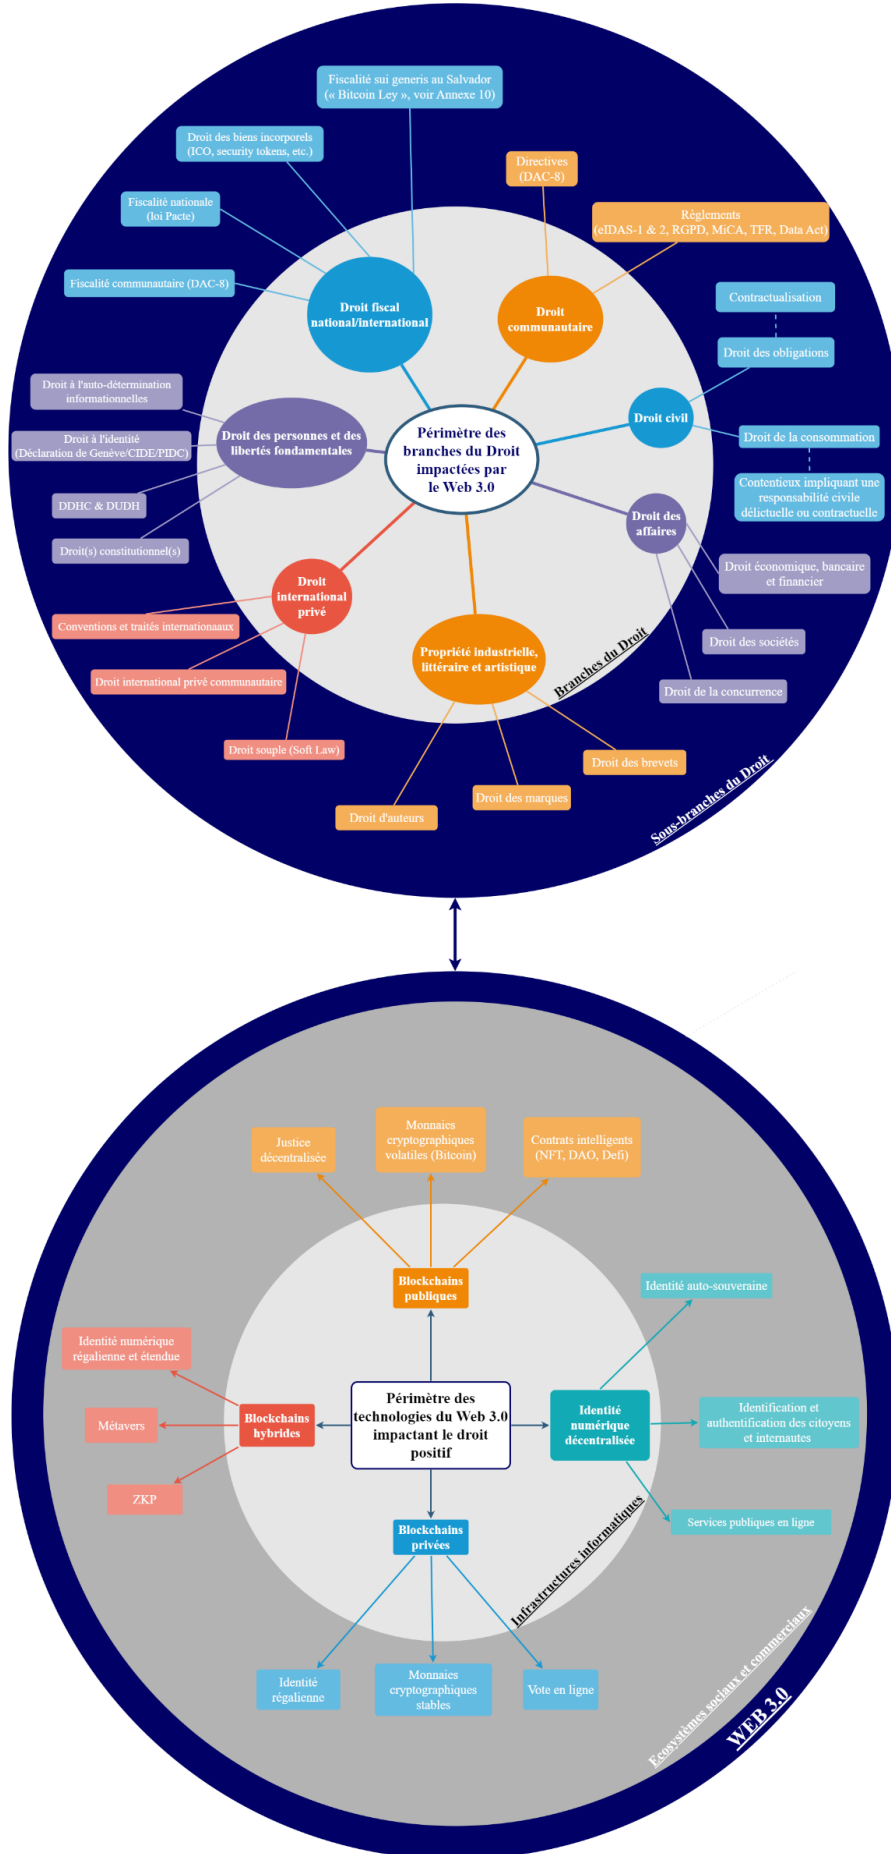 Fiscalité sui generis au Salvador
(« Bitcoin Ley », voir Annexe 10)
Droit des biens incorporels
(ICO, security tokens, etc.)
Directives
(DAC-8)
Fiscalité nationale
(loi Pacte)
Règlements
(eIDAS-1 & 2, RGPD, MiCA, TFR, Data Act)
Fiscalité communautaire (DAC-8)
Droit fiscal
national/international
Droit
communautaire
Contractualisation
Droit des obligations
Droit à l'auto-détermination
informationnelles
Droit des personnes et des
libertés fondamentales
Périmètre des
branches du Droit
impactées par
le Web 3.0
Droit civil
Droit à l'identité
(Déclaration de Genève/CIDE/PIDC)
Droit de la consommation
DDHC & DUDH
Contentieux impliquant une
responsabilité civile
délictuelle ou contractuelle
Droit des
affaires
Droit(s) constitutionnel(s)
Droit économique, bancaire
et financier
Droit
international
privé
Conventions et traités internationaaux
Droit des sociétés
Propriété industrielle,
littéraire et artistique
Branches du Droit
Droit international privé communautaire
Droit de la concurrence
Droit souple (Soft Law)
Droit des brevets
Droit des marques
Droit d'auteurs
Sous-branches du Droit
Justice
décentralisée
Monnaies
cryptographiques
volatiles (Bitcoin)
Contrats intelligents
(NFT, DAO, Defi)
Blockchains
publiques
Identité auto-souveraine
Identité numérique
régalienne et étendue
Métavers
ZKP
Blockchains
hybrides
Périmètre des
technologies du Web 3.0
impactant le droit
positif
Identité
numérique
décentralisée
Identification et
authentification des citoyens
et internautes
Services publiques en ligne
Blockchains
privées
Infrastructures informatiques
Identité
régalienne
Monnaies
cryptographiques
stables
Vote en ligne
Ecosystèmes sociaux et commerciaux
WEB 3.0